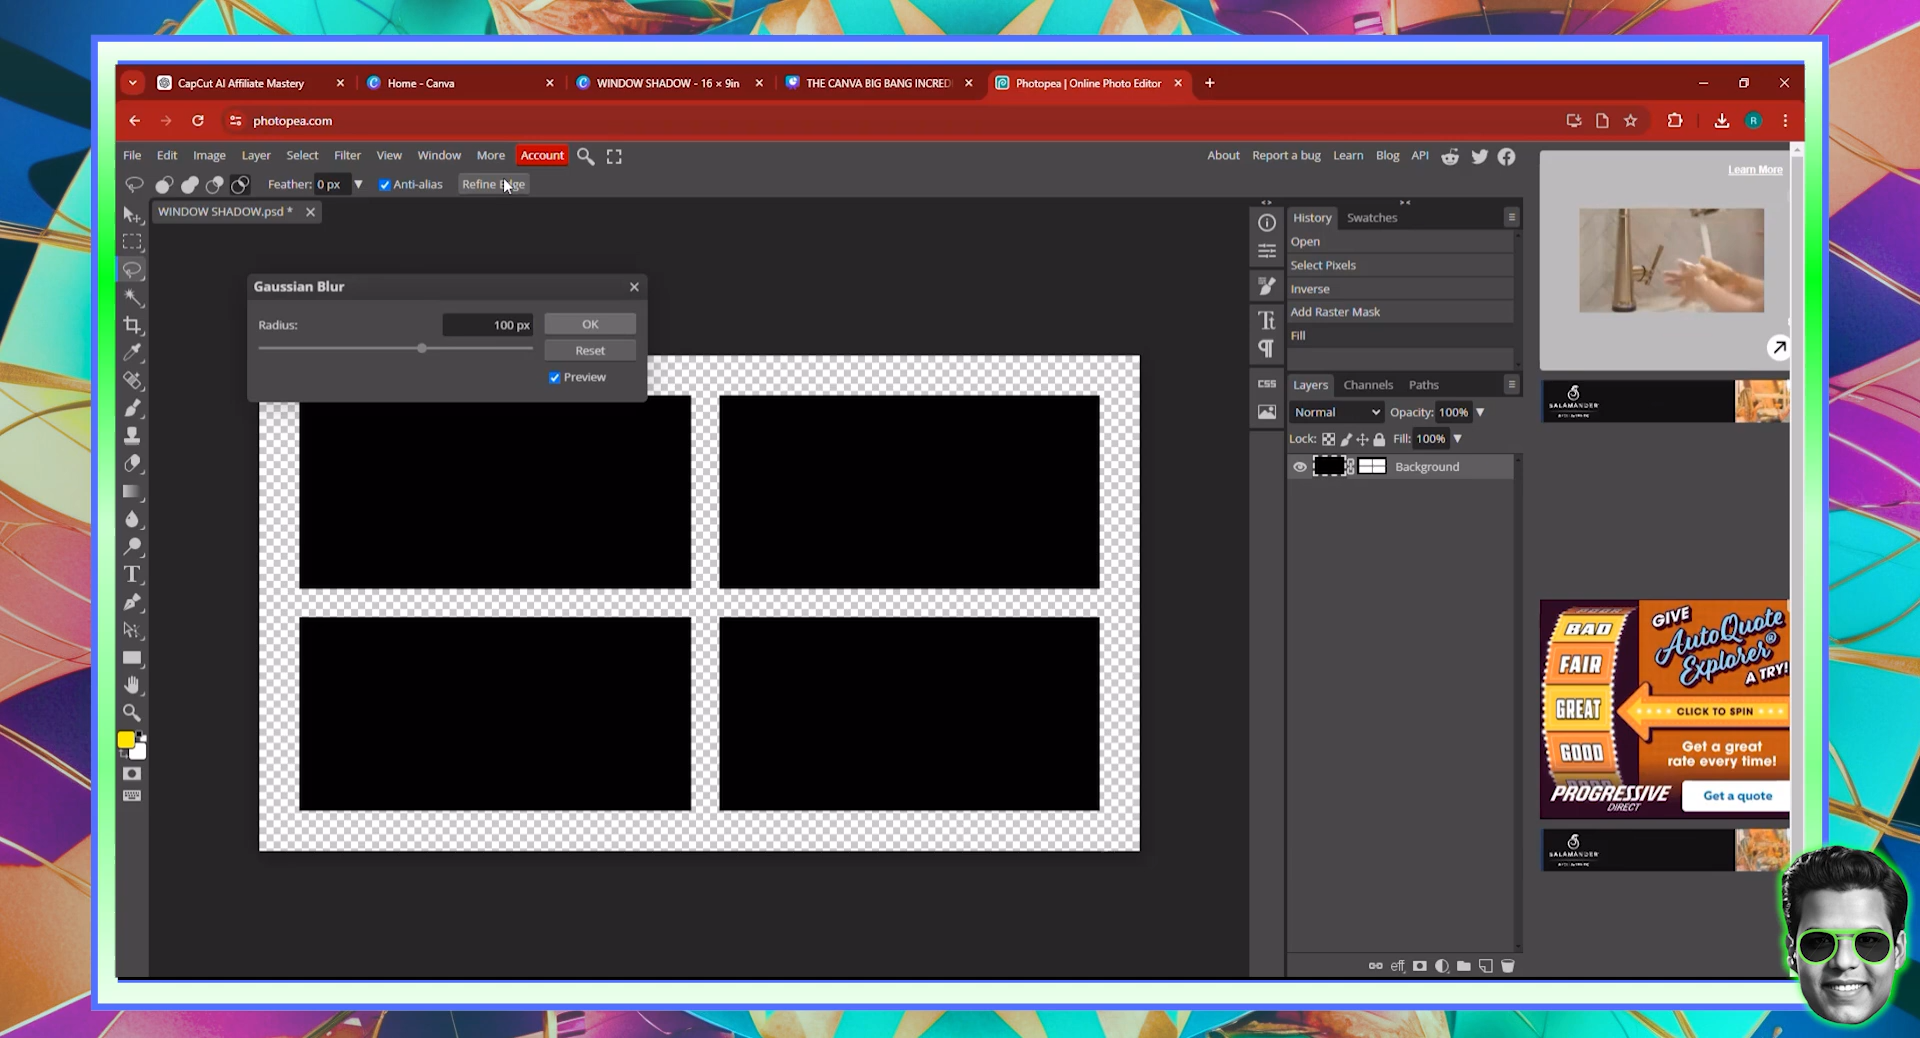 CapCut AI Affiliate Mastery
Home - Canva
WINDOW SHADOW - 16 × 9in
THE CANVA BIG BANG INCRED
Photopea | Online Photo Editor
photopea.com
R
File Edit Image Layer Select Filter View Window More Account
About Report a bug Learn Blog API
Feather: 0 px Anti-alias Refine Edge
WINDOW SHADOW.psd *
Gaussian Blur
Radius: 100 px
OK
Reset
Preview
History Swatches
Open
Select Pixels
Inverse
Add Raster Mask
Fill
CSS
Layers Channels Paths
Normal Opacity: 100%
Lock: Fill: 100%
Background
eff
Learn More
SALAMANDER
BAD
FAIR
GREAT
GOOD
GIVE
AutoQuote
Explorer®
A TRY!
CLICK TO SPIN
Get a great
rate every time!
PROGRESSIVE
DIRECT
Get a quote
SALAMANDER